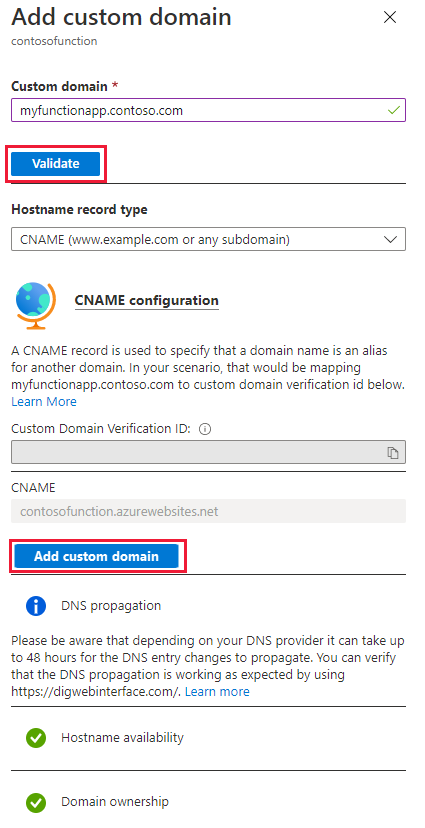 Add custom domain
contosofunction
Custom domain *
myfunctionapp.contoso.com
Validate
Hostname record type
CNAME (www.example.com or any subdomain)
CNAME configuration
A CNAME record is used to specify that a domain name is an alias
for another domain. In your scenario, that would be mapping
myfunctionapp.contoso.com to custom domain verification id below.
Learn More
Custom Domain Verification ID:
CNAME
contosofunction.azurewebsites.net
Add custom domain
DNS propagation
Please be aware that depending on your DNS provider it can take up
to 48 hours for the DNS entry changes to propagate. You can verify
that the DNS propagation is working as expected by using
https://digwebinterface.com/. Learn more
Hostname availability
Domain ownership